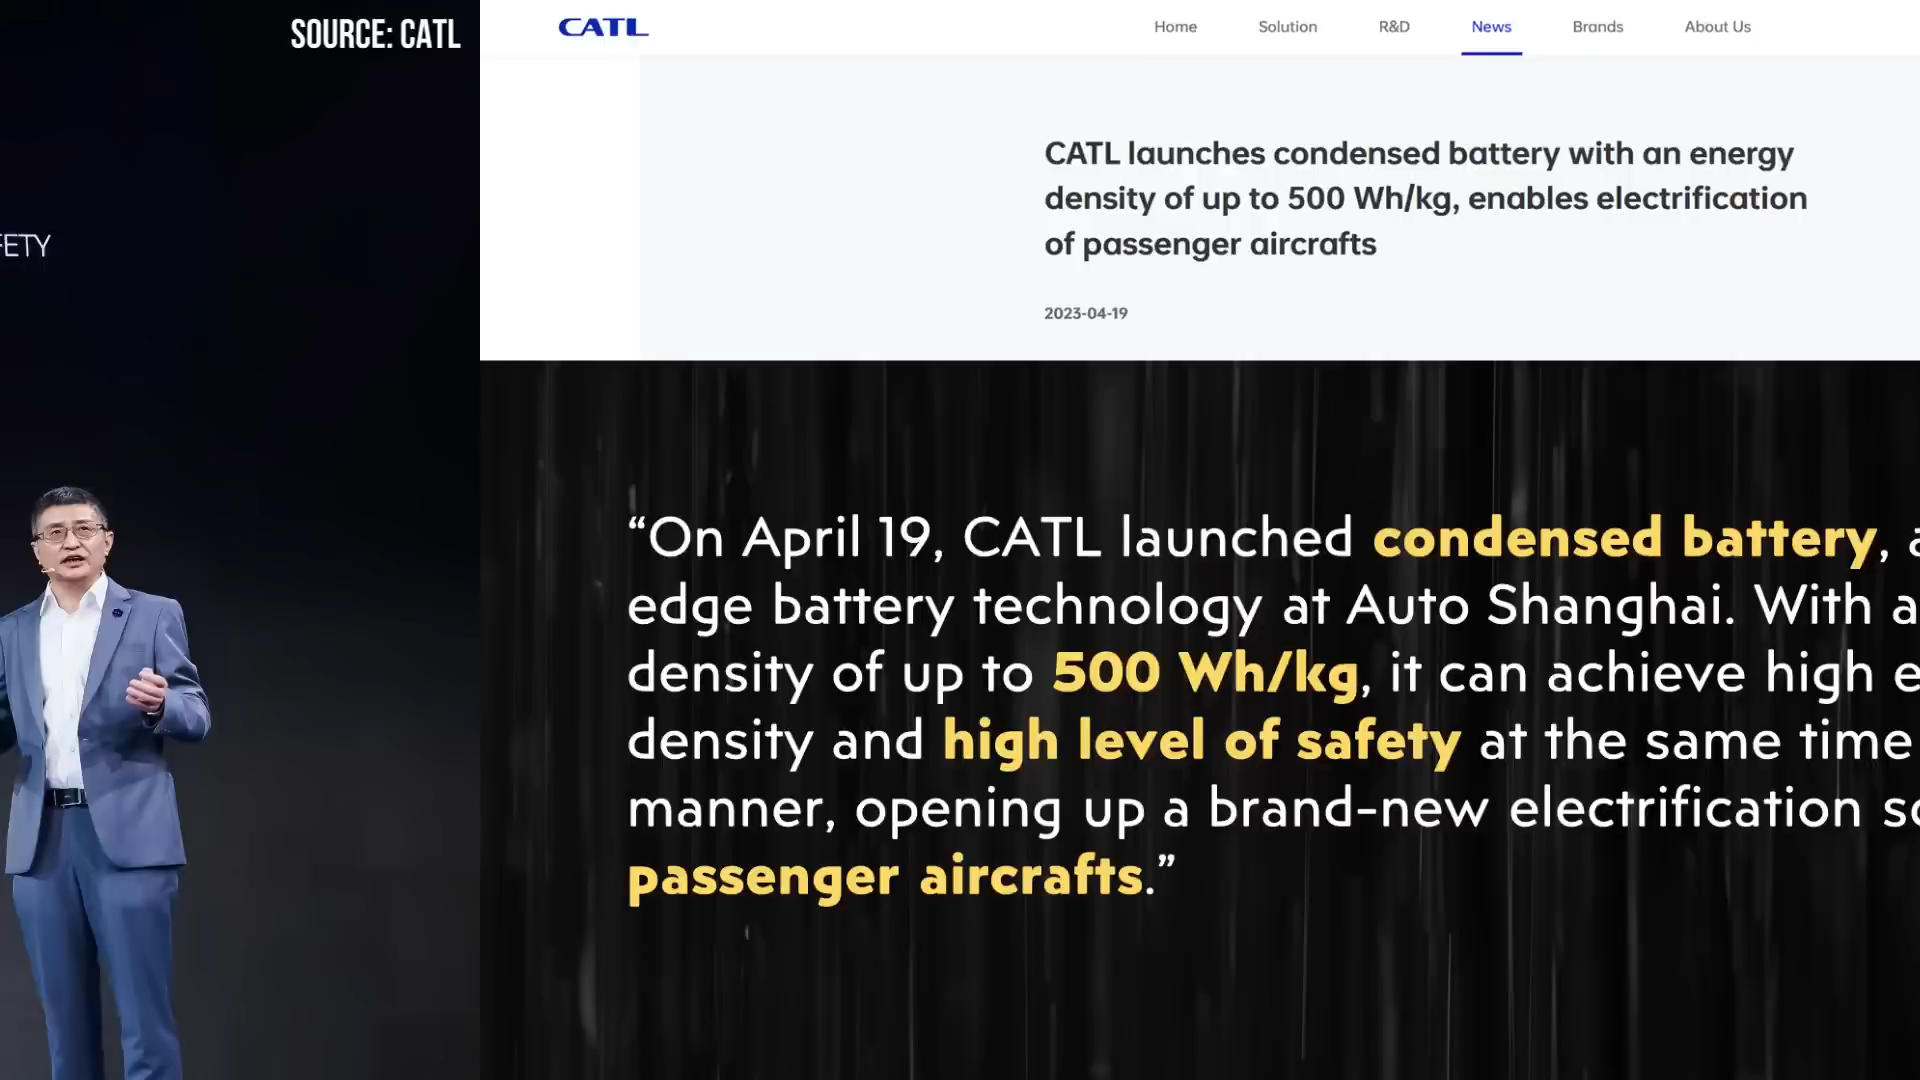 SOURCE: CATL
FETY
CATL
Home Solution R&D News Brands About Us
CATL launches condensed battery with an energy
density of up to 500 Wh/kg, enables electrification
of passenger aircrafts
2023-04-19
“On April 19, CATL launched condensed battery, a
edge battery technology at Auto Shanghai. With a
density of up to 500 Wh/kg, it can achieve high e
density and high level of safety at the same time
manner, opening up a brand-new electrification sc
passenger aircrafts.”